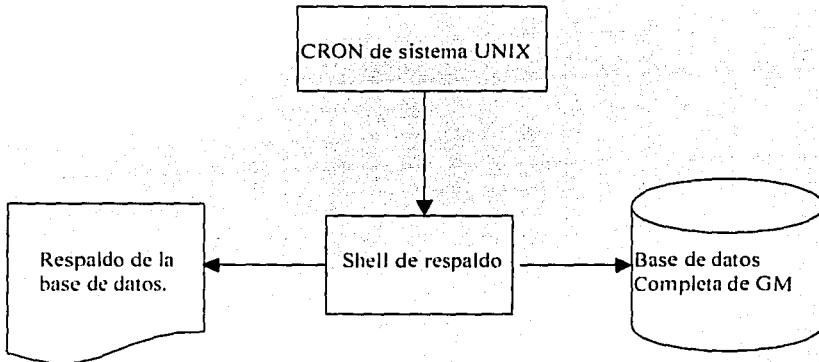 CRON de sistema UNIX
Respaldo de la
base de datos.
Shell de respaldo
Base de datos
Completa de GM